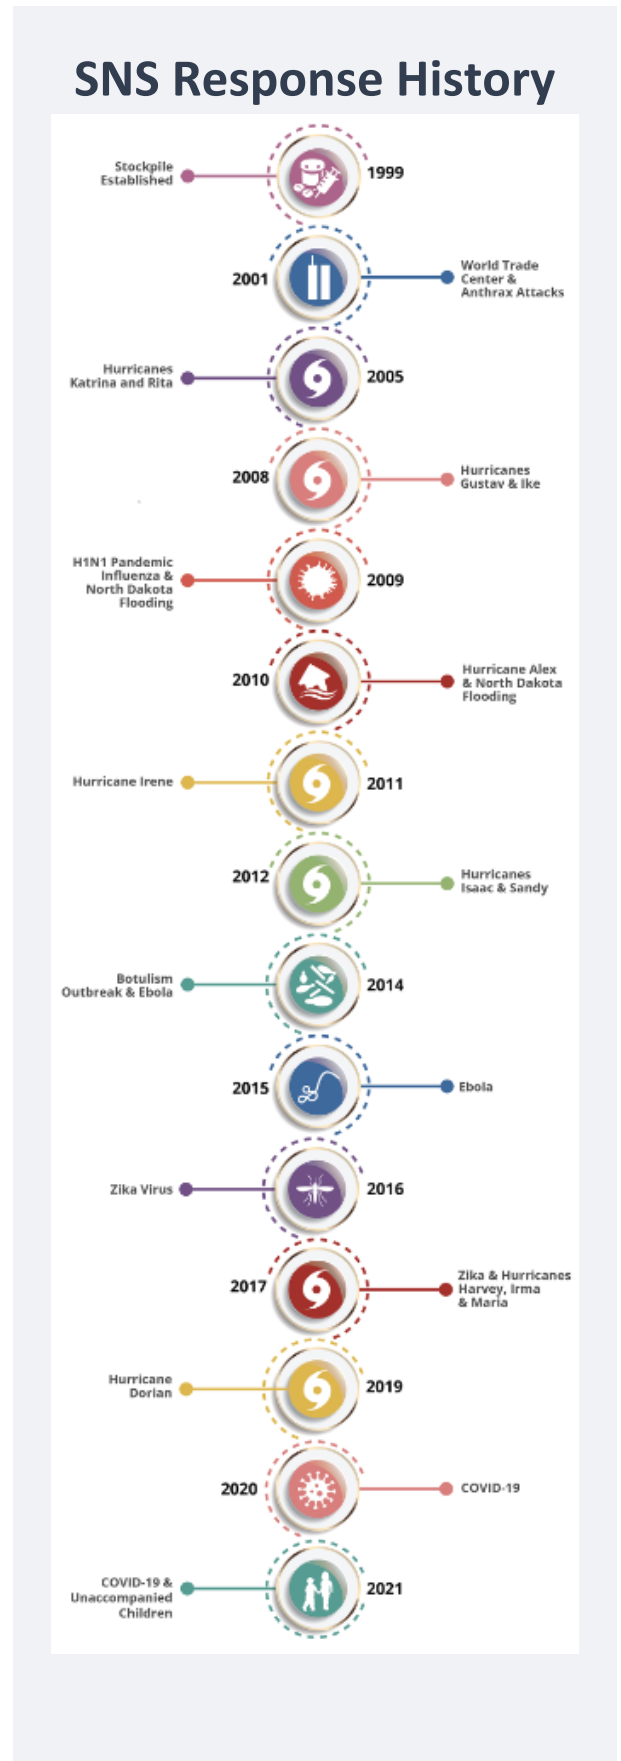 SNS Response History
Stockpile
Established
1999
2001
World Trade
Center &
Anthrax Attacks
Hurricanes
Katrina and Rita
2005
2008
Hurricanes
Gustav & Ike
H1N1 Pandemic
Influenza &
North Dakota
Flooding
2009
2010
Hurricane Alex
& North Dakota
Flooding
Hurricane Irene
2011
2012
Hurricanes
Isaac & Sandy
Botulism
Outbreak & Ebola
2014
2015
Ebola
Zika Virus
2016
2017
Zika & Hurricanes
Harvey, Irma
& Maria
Hurricane
Dorian
2019
2020
COVID-19
COVID-19 &
Unaccompanied
Children
2021